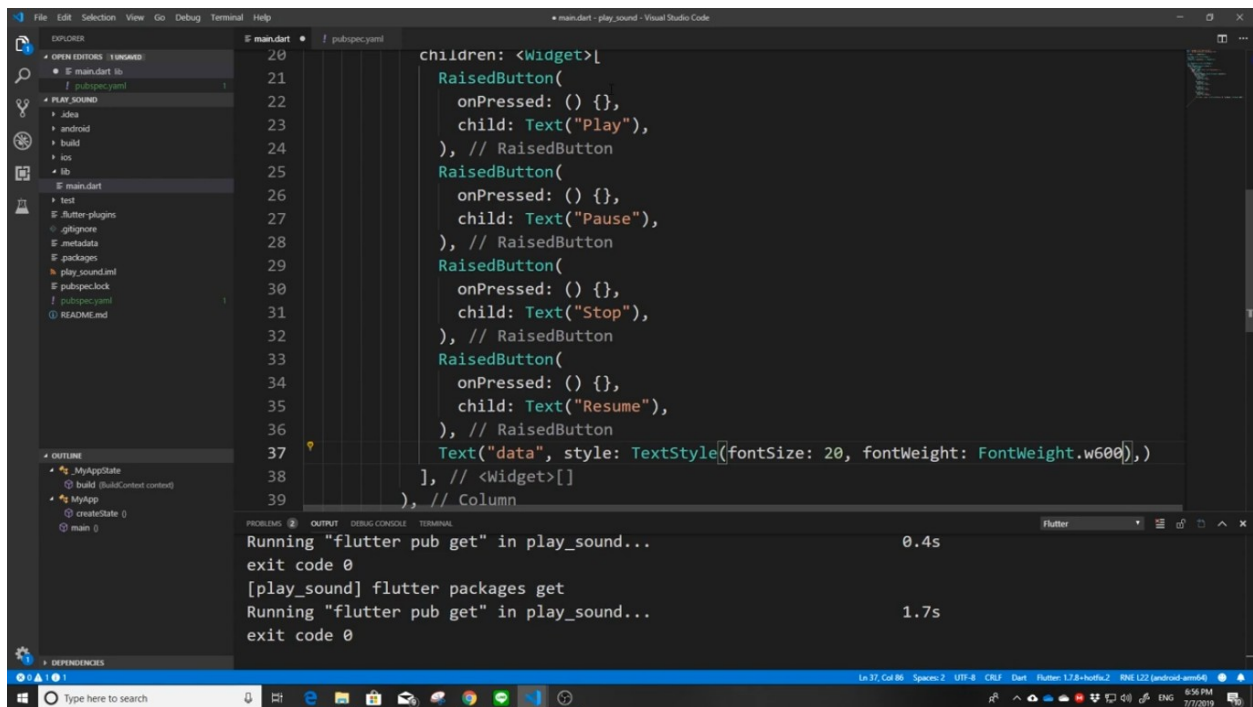 File Edit Selection View Go Debug Terminal Help
● main.dart - play_sound - Visual Studio Code
EXPLORER
OPEN EDITORS 1 UNSAVED
● main.dart lib
! pubspec.yaml 1
PLAY_SOUND
.idea
android
build
ios
lib
main.dart
test
.flutter-plugins
.gitignore
.metadata
.packages
play_sound.iml
pubspec.lock
! pubspec.yaml 1
README.md
OUTLINE
_MyAppState
build (BuildContext context)
MyApp
createState ()
main ()
DEPENDENCIES
main.dart ● ! pubspec.yaml
20 children: <Widget>[
21 RaisedButton(
22 onPressed: () {},
23 child: Text("Play"),
24 ), // RaisedButton
25 RaisedButton(
26 onPressed: () {},
27 child: Text("Pause"),
28 ), // RaisedButton
29 RaisedButton(
30 onPressed: () {},
31 child: Text("Stop"),
32 ), // RaisedButton
33 RaisedButton(
34 onPressed: () {},
35 child: Text("Resume"),
36 ), // RaisedButton
37 Text("data", style: TextStyle(fontSize: 20, fontWeight: FontWeight.w600),)
38 ], // <Widget>[]
39 ), // Column
PROBLEMS 2 OUTPUT DEBUG CONSOLE TERMINAL Flutter
Running "flutter pub get" in play_sound... 0.4s
exit code 0
[play_sound] flutter packages get
Running "flutter pub get" in play_sound... 1.7s
exit code 0
0 1 1 Ln 37, Col 86 Spaces: 2 UTF-8 CRLF Dart Flutter: 1.7.8+hotfix.2 RNE L22 (android-arm64)
Type here to search ENG 6:56 PM
7/7/2019